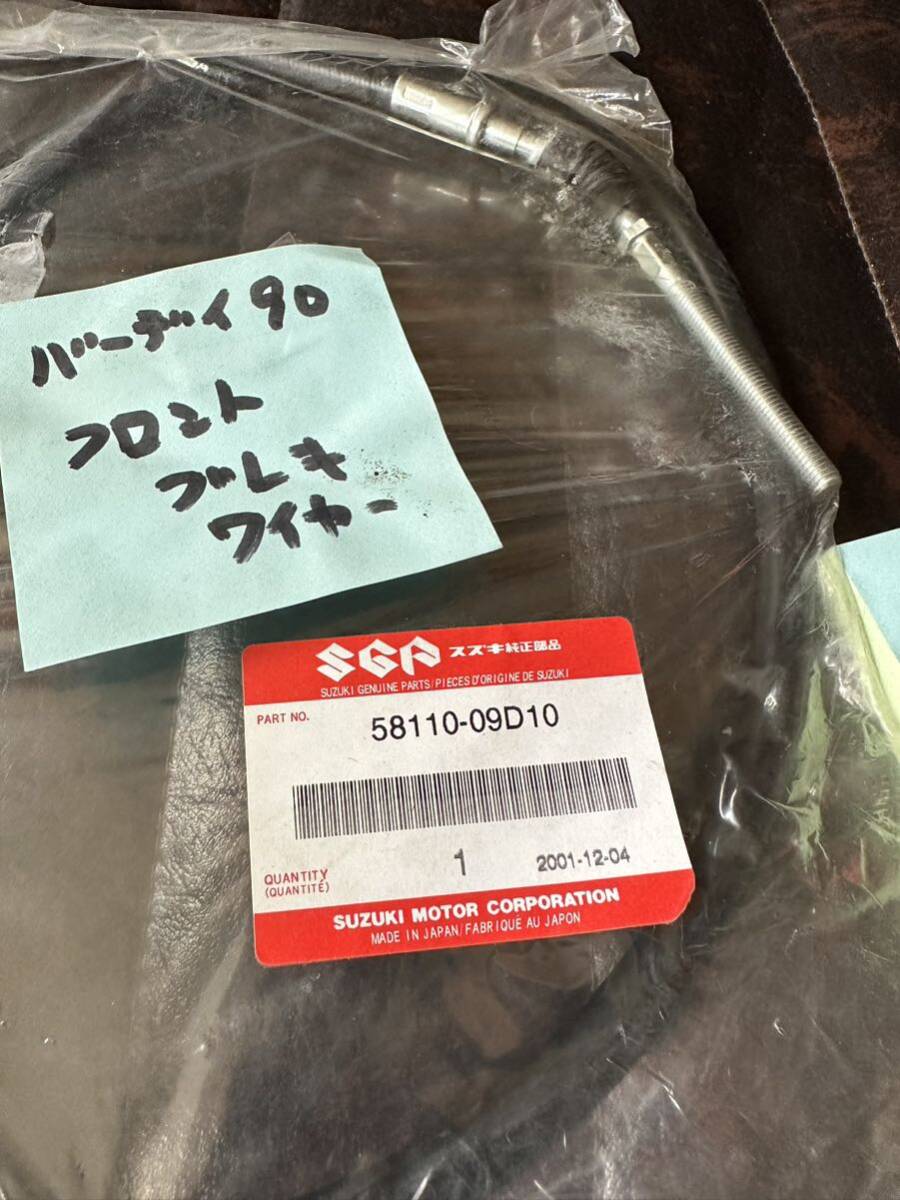 バーディ90
フロント
ブレキ
ワイヤー
SGP スズキ純正部品
SUZUKI GENUINE PARTS/PIECES D'ORIGINE DE SUZUKI
PART NO.
58110-09D10
QUANTITY
(QUANTITÉ)
1
2001-12-04
SUZUKI MOTOR CORPORATION
MADE IN JAPAN/FABRIQUÉ AU JAPON